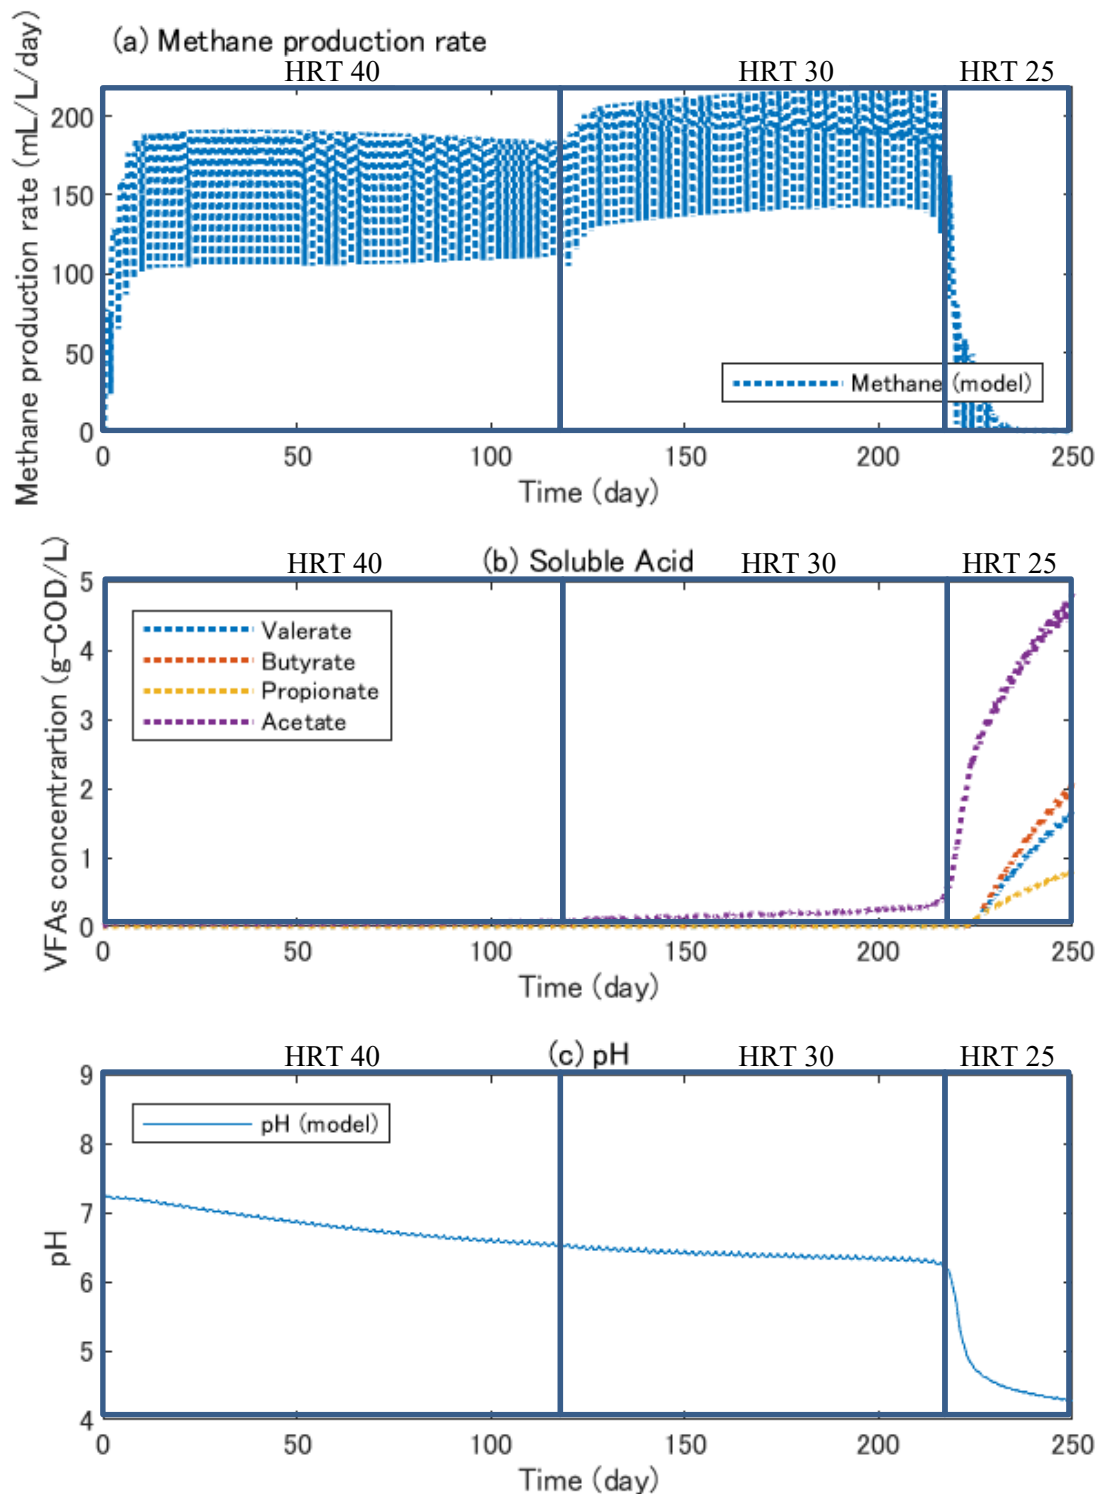 (a) Methane production rate
HRT 40 HRT 30 HRT 25
Methane production rate (mL/L/day)
200
150
100
50
0
Methane (model)
0 50 100 150 200 250
Time (day)
HRT 40 (b) Soluble Acid HRT 30 HRT 25
VFAs concentrartion (g-COD/L)
5
4
3
2
1
0
Valerate
Butyrate
Propionate
Acetate
0 50 100 150 200 250
Time (day)
HRT 40 (c) pH HRT 30 HRT 25
pH
9
8
7
6
5
4
pH (model)
0 50 100 150 200 250
Time (day)